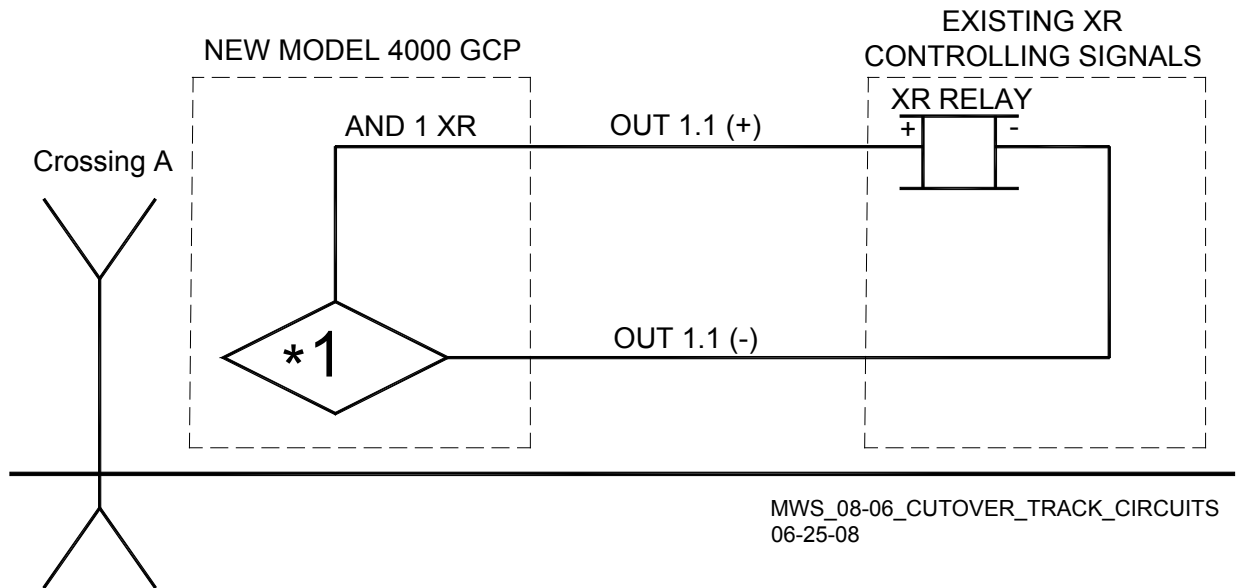 EXISTING XR
CONTROLLING SIGNALS
NEW MODEL 4000 GCP
XR RELAY
AND 1 XR
OUT 1.1 (+)
+
-
Crossing A
*1
OUT 1.1 (-)
MWS_08-06_CUTOVER_TRACK_CIRCUITS
06-25-08